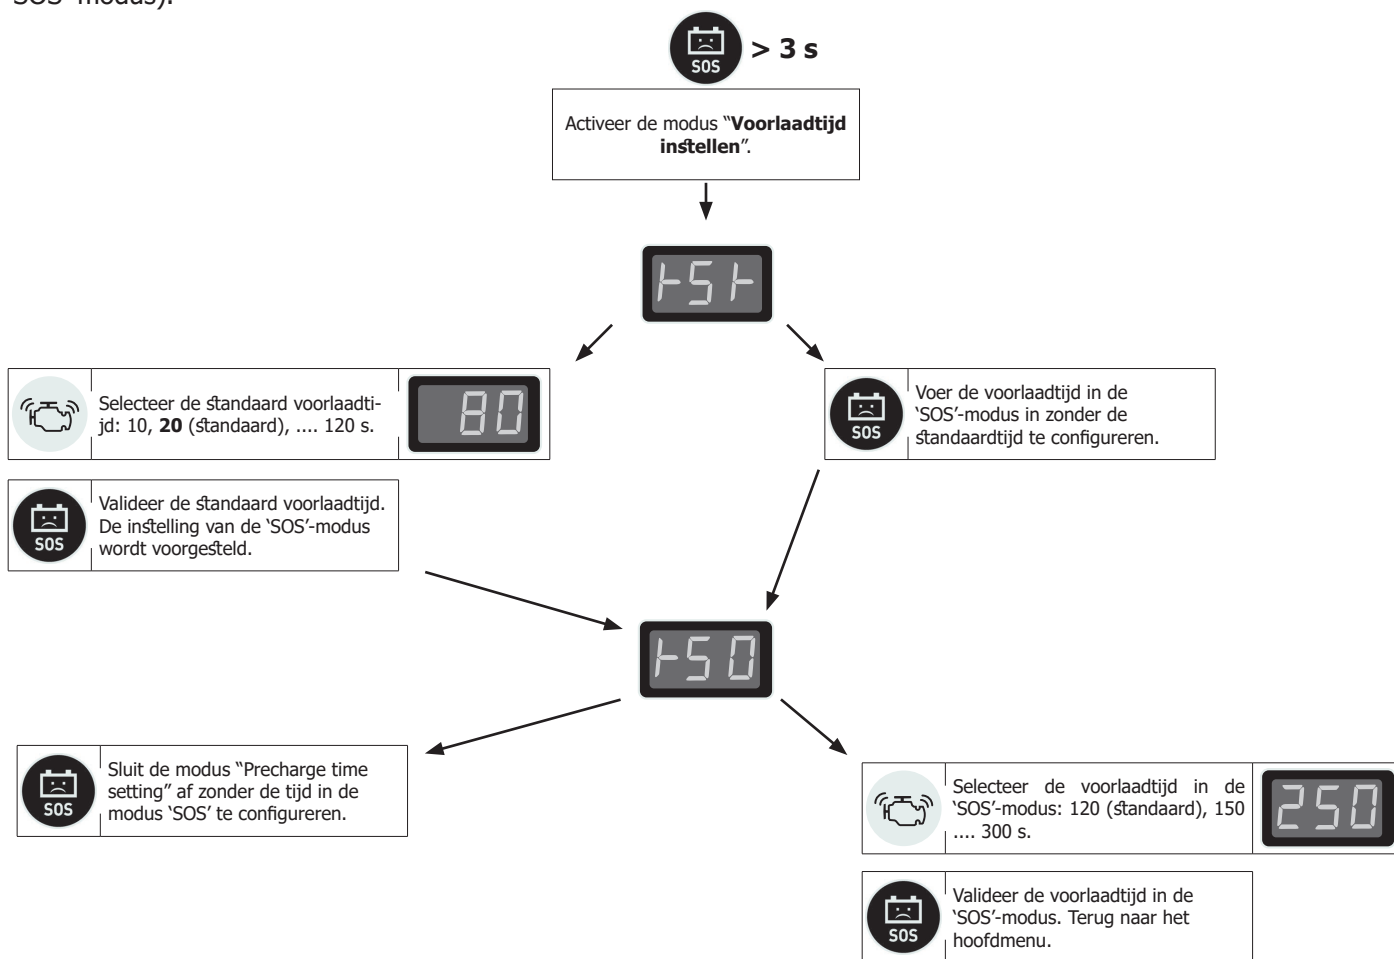 'SOS'-modus).
SOS
> 3 s
Activeer de modus “Voorlaadtijd
instellen”.
tSt
Selecteer de standaard voorlaadti-
jd: 10, 20 (standaard), .... 120 s.
80
SOS
Voer de voorlaadtijd in de
‘SOS’-modus in zonder de
standaardtijd te configureren.
SOS
Valideer de standaard voorlaadtijd.
De instelling van de ‘SOS’-modus
wordt voorgesteld.
tSO
SOS
Sluit de modus “Precharge time
setting” af zonder de tijd in de
modus ‘SOS’ te configureren.
Selecteer de voorlaadtijd in de
‘SOS’-modus: 120 (standaard), 150
.... 300 s.
250
SOS
Valideer de voorlaadtijd in de
‘SOS’-modus. Terug naar het
hoofdmenu.